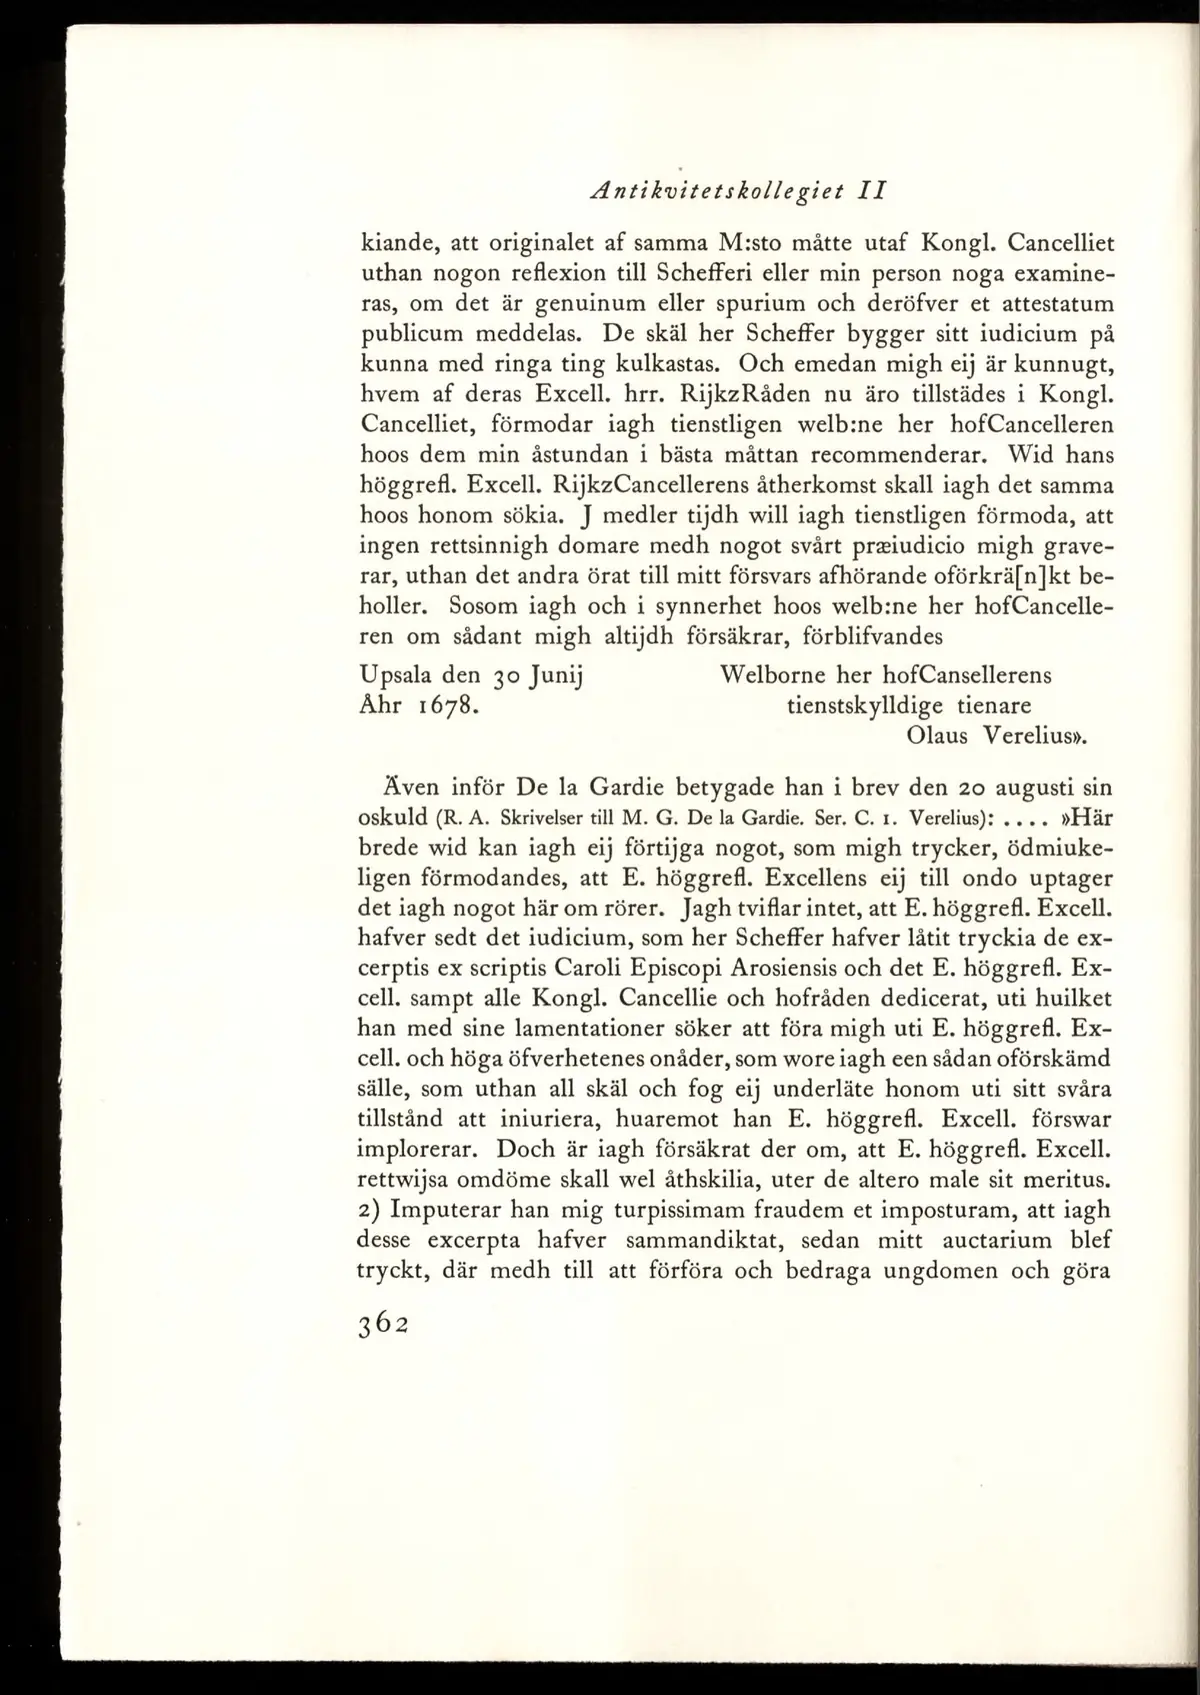 Antikvitetskollegiet II
kiande, att originalet af samma M:sto måtte utaf Kongl. Cancelliet
uthan nogon reflexion till Schefferi eller min person noga examine-
ras, om det är genuinum eller spurium och deröfver et attestatum
publicum meddelas. De skäl her Scheffer bygger sitt iudicium på
kunna med ringa ting kulkastas. Och emedan migh eij är kunnugt,
hvem af deras Excell. hrr. RijkzRåden nu äro tillstädes i Kongl.
Cancelliet, förmodar iagh tienstligen welb:ne her hofCancelleren
hoos dem min åstundan i bästa måttan recommenderar. Wid hans
höggrefl. Excell. RijkzCancellerens åtherkomst skall iagh det samma
hoos honom sökia. J medler tijdh will iagh tienstligen förmoda, att
ingen rettsinnigh domare medh nogot svårt præiudicio migh grave-
rar, uthan det andra örat till mitt försvars afhörande oförkrä[n]kt be-
holler. Sosom iagh och i synnerhet hoos welb:ne her hofCancelle-
ren om sådant migh altijdh försäkrar, förblifvandes
Upsala den 30 Junij Welborne her hofCansellerens
Åhr 1678. tienstskylldige tienare
Olaus Verelius».
Även inför De la Gardie betygade han i brev den 20 augusti sin
oskuld (R. A. Skrivelser till M. G. De la Gardie. Ser. C. 1. Verelius): .... »Här
brede wid kan iagh eij förtijga nogot, som migh trycker, ödmiuke-
ligen förmodandes, att E. höggrefl. Excellens eij till ondo uptager
det iagh nogot här om rörer. Jagh tviflar intet, att E. höggrefl. Excell.
hafver sedt det iudicium, som her Scheffer hafver låtit tryckia de ex-
cerptis ex scriptis Caroli Episcopi Arosiensis och det E. höggrefl. Ex-
cell. sampt alle Kongl. Cancellie och hofråden dedicerat, uti huilket
han med sine lamentationer söker att föra migh uti E. höggrefl. Ex-
cell. och höga öfverhetenes onåder, som wore iagh een sådan oförskämd
sälle, som uthan all skäl och fog eij underläte honom uti sitt svåra
tillstånd att iniuriera, huaremot han E. höggrefl. Excell. förswar
implorerar. Doch är iagh försäkrat der om, att E. höggrefl. Excell.
rettwijsa omdöme skall wel åthskilia, uter de altero male sit meritus.
2) Imputerar han mig turpissimam fraudem et imposturam, att iagh
desse excerpta hafver sammandiktat, sedan mitt auctarium blef
tryckt, där medh till att förföra och bedraga ungdomen och göra
362